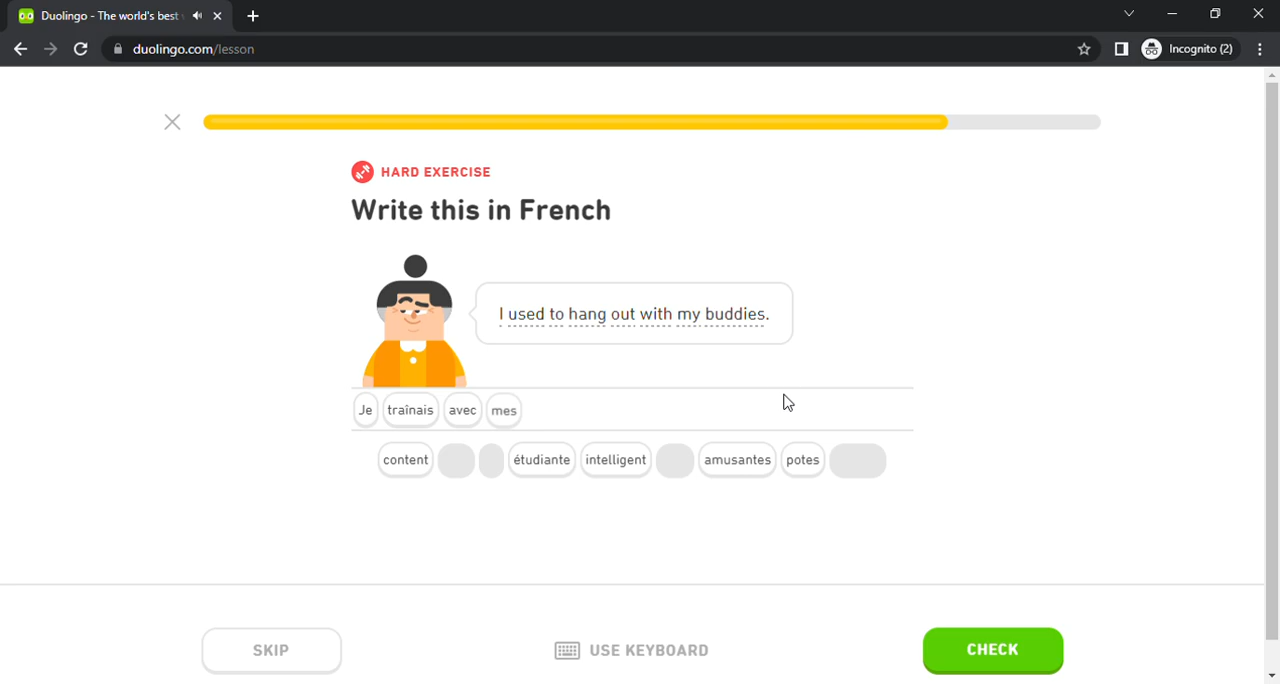 Duolingo - The world's best
duolingo.com/lesson
Incognito (2)
HARD EXERCISE
Write this in French
I used to hang out with my buddies.
Je traînais avec mes
content étudiante intelligent amusantes potes
SKIP USE KEYBOARD CHECK